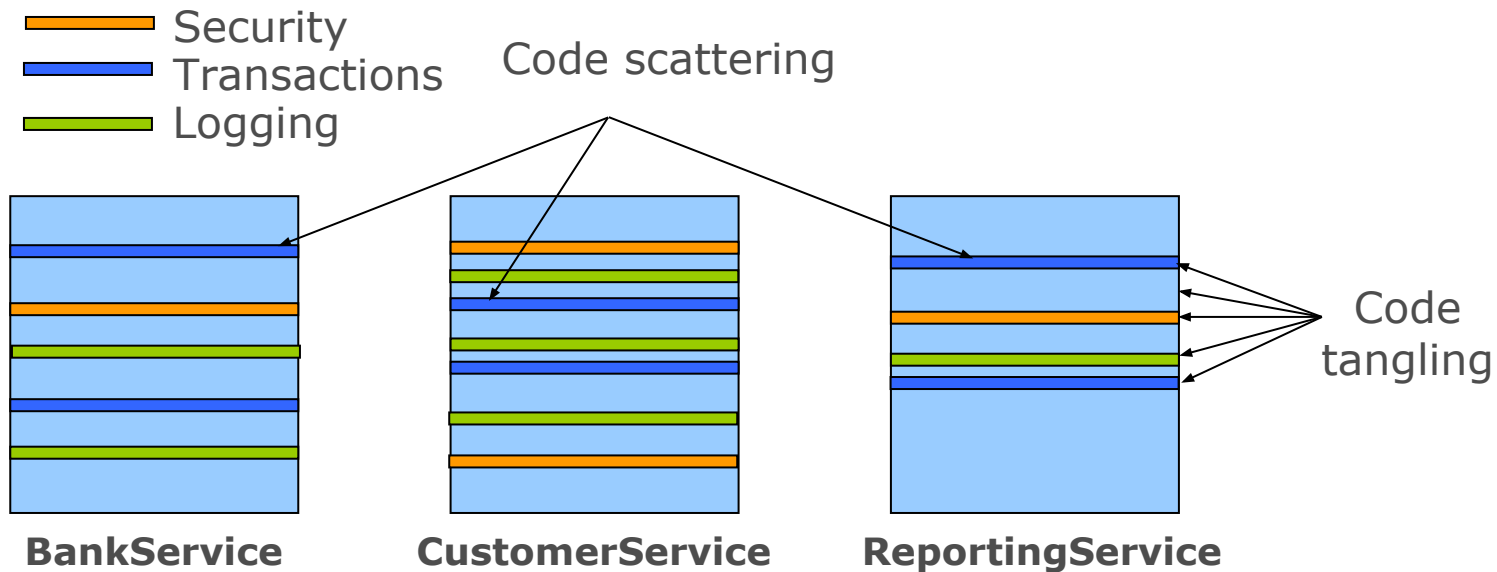 Security
Transactions
Logging
Code scattering
Code
tangling
BankService
CustomerService
ReportingService